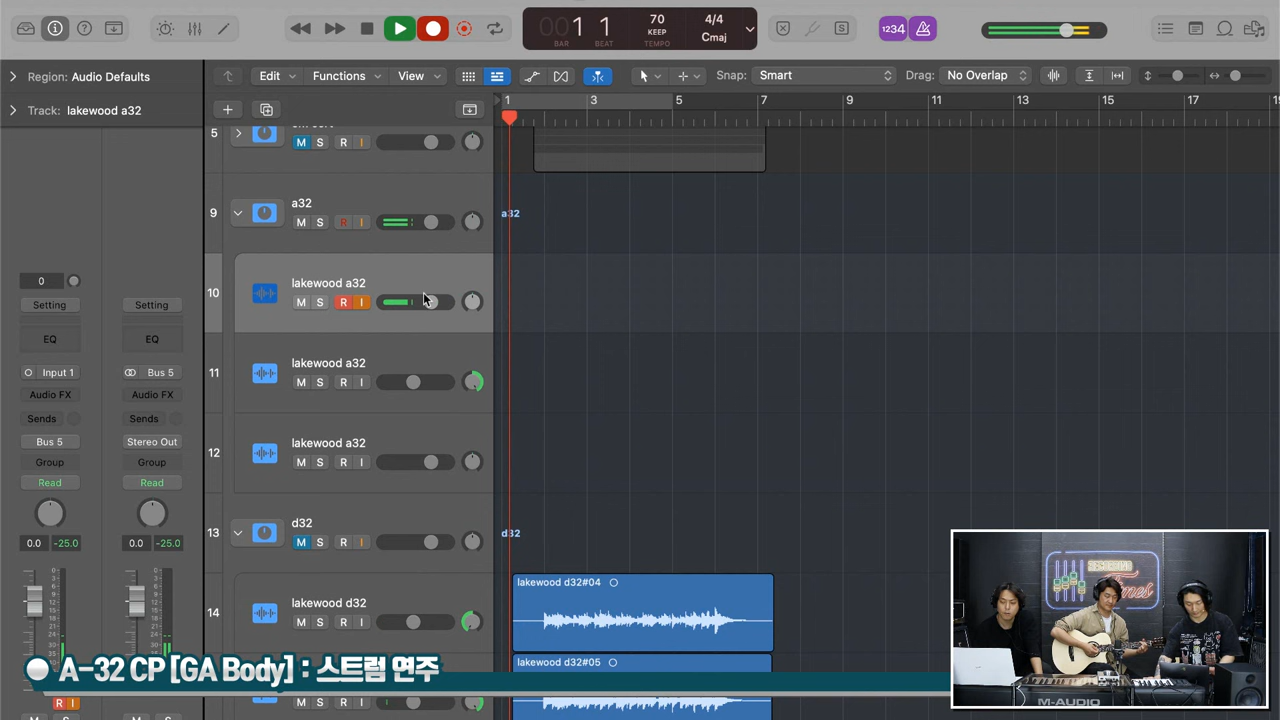 1 1
BAR BEAT
70
KEEP
TEMPO
4/4
Cmaj
1234
S
Region: Audio Defaults
Edit Functions View
Snap: Smart
Drag: No Overlap
Track: lakewood a32
1 3 5 7 9 11 13 15 17
5
M S R I
9
a32
M S R I
a32
10
lakewood a32
M S R I
11
lakewood a32
M S R I
12
lakewood a32
M S R I
13
d32
M S R I
d32
14
lakewood d32
M S R I
lakewood d32#04
lakewood d32#05
0
Setting Setting
EQ EQ
Input 1 Bus 5
Audio FX Audio FX
Sends Sends
Bus 5 Stereo Out
Group Group
Read Read
0.0 -25.0 0.0 -25.0
A-32 CP [GA Body] : 스트럼 연주
R I
M-AUDIO
Times